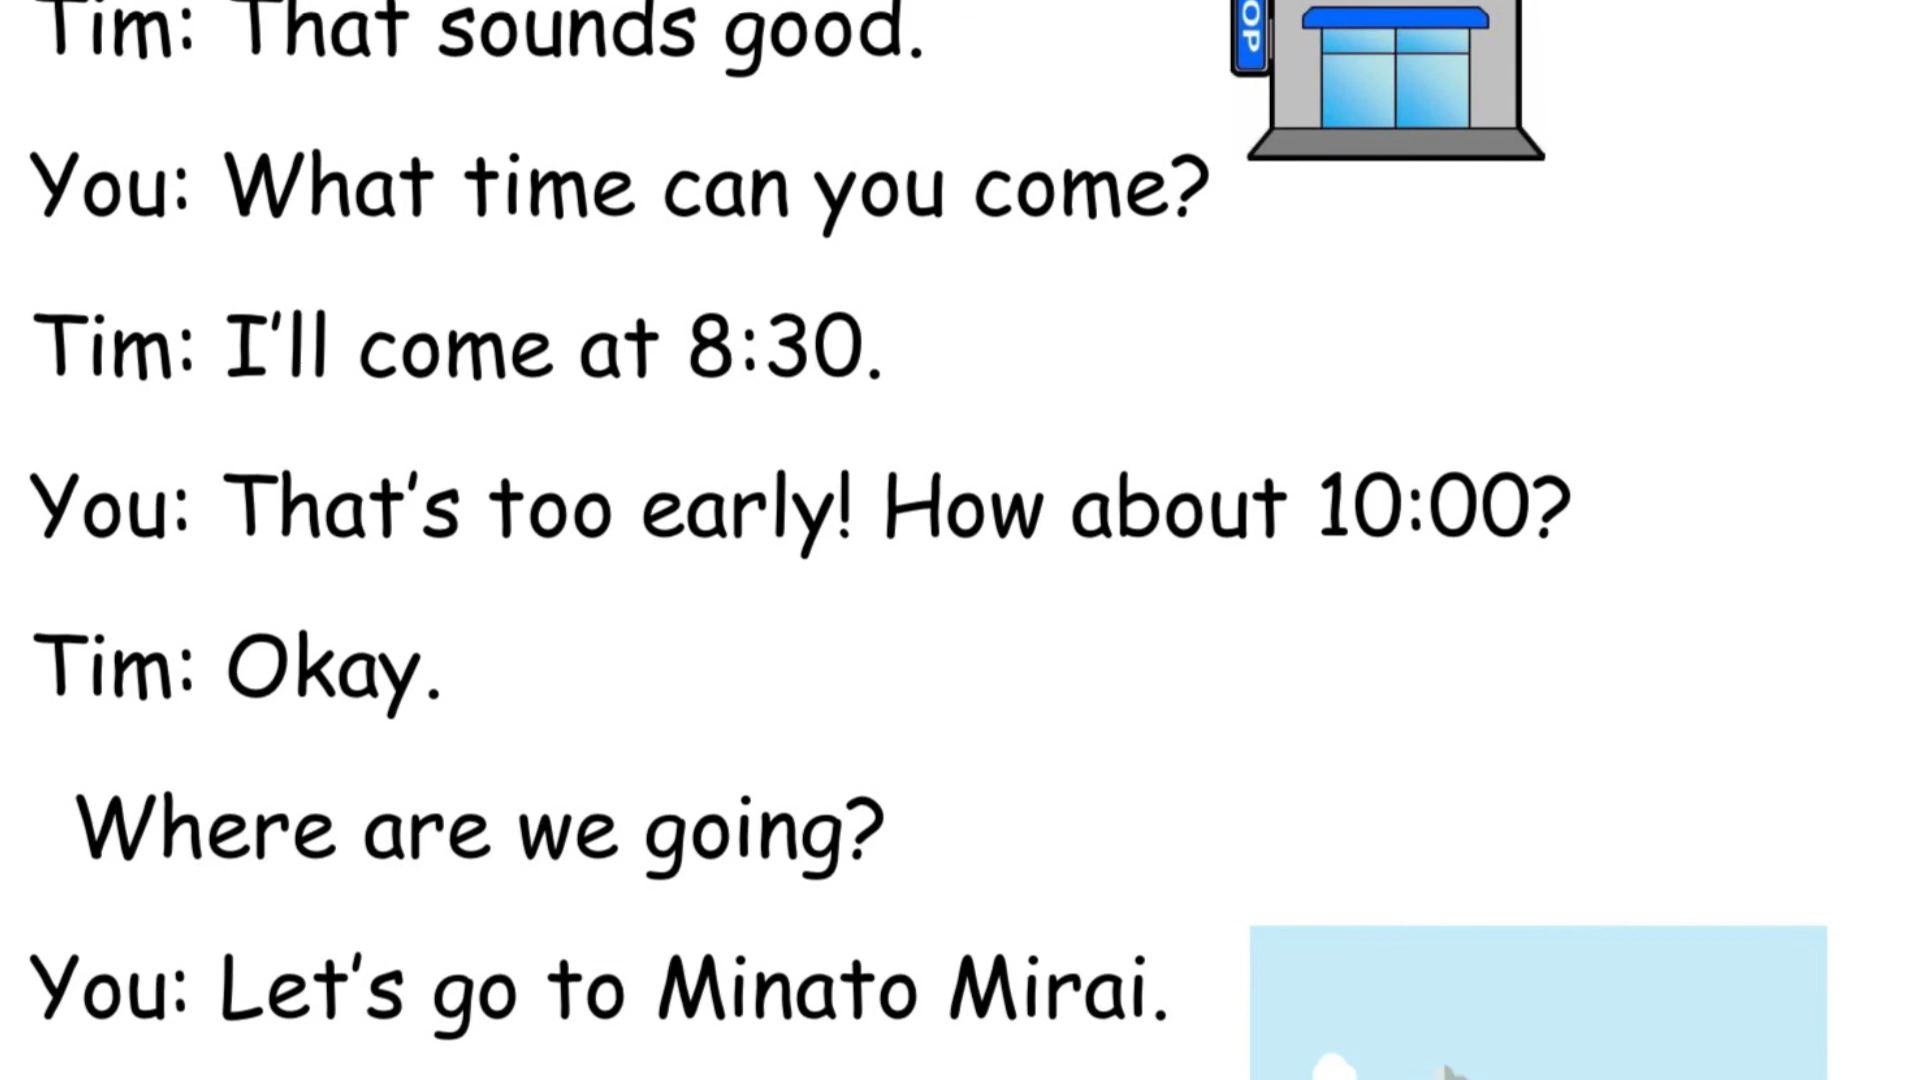 Tim: That sounds good.
OP
You: What time can you come?
Tim: I'll come at 8:30.
You: That's too early! How about 10:00?
Tim: Okay.
Where are we going?
You: Let's go to Minato Mirai.